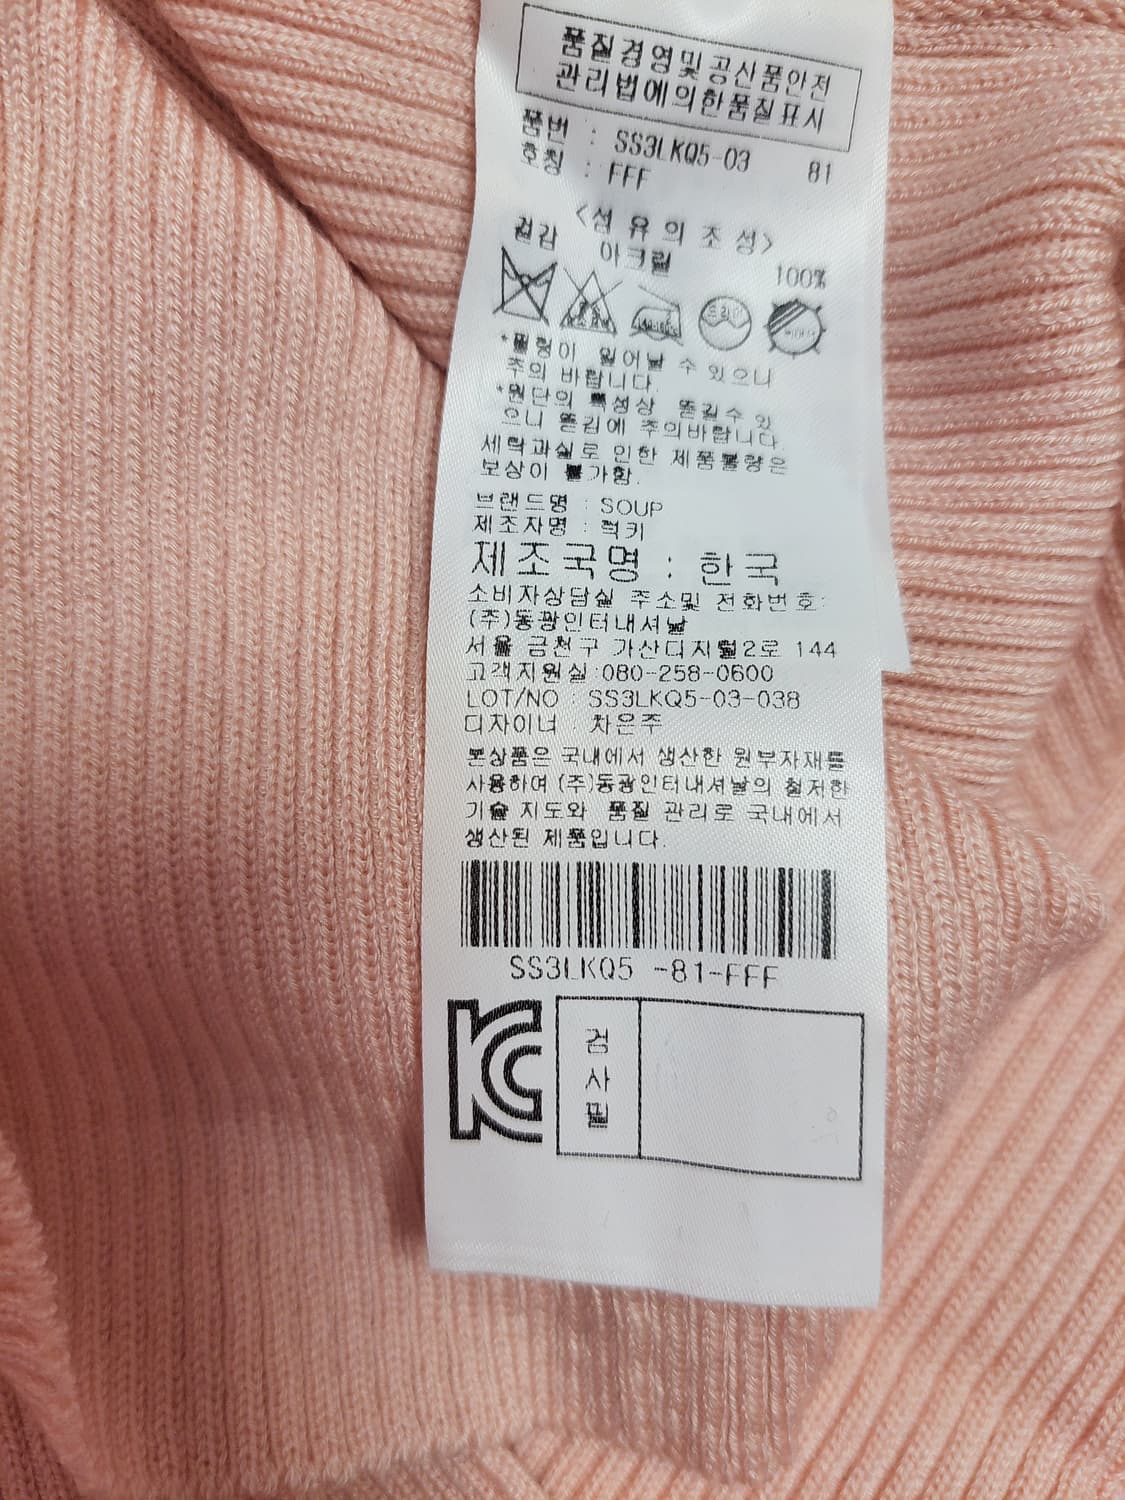 품질경영및공산품안전
관리법에의한품질표시
품번 : SS3LKQ5-03 81
호칭 : FFF
<섬 유 의 조 성>
겉감 아크릴 100%
드라이
*필링이 일어날 수 있으니
주의 바랍니다.
*원단의 특성상 뜯길수 있
으니 뜯김에 주의바랍니다
세탁과실로 인한 제품불량은
보상이 불가함.
브랜드명 : SOUP
제조자명 : 럭키
제조국명 : 한국
소비자상담실 주소및 전화번호:
(주)동광인터내셔날
서울 금천구 가산디지털2로 144
고객지원실:080-258-0600
LOT/NO : SS3LKQ5-03-038
디자이너 : 차은주
본상품은 국내에서 생산한 원부자재를
사용하여 (주)동광인터내셔날의 철저한
기술 지도와 품질 관리로 국내에서
생산된 제품입니다.
SS3LKQ5 -81-FFF
KC
검
사
필